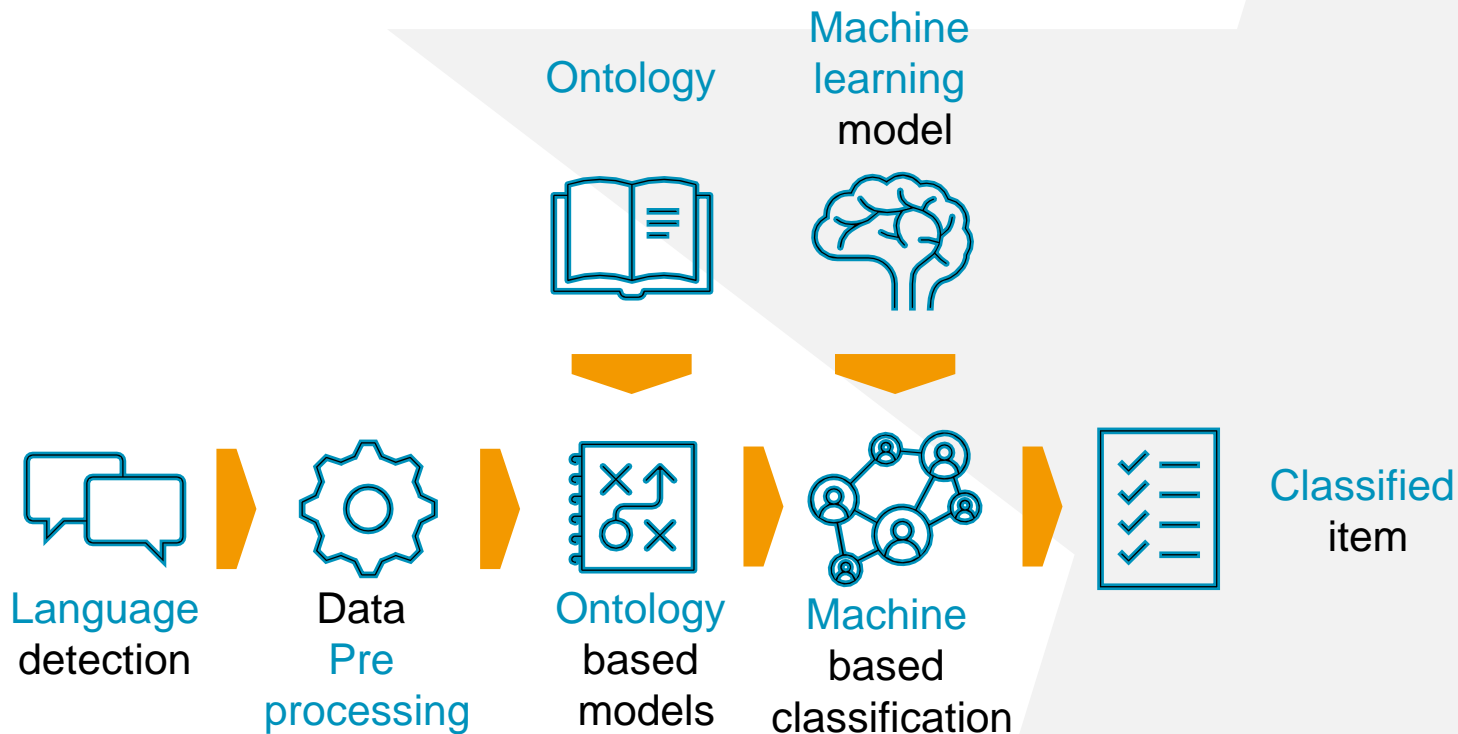 Ontology
Machine
learning
model
Language
detection
Data
Pre
processing
Ontology
based
models
Machine
based
classification
Classified
item